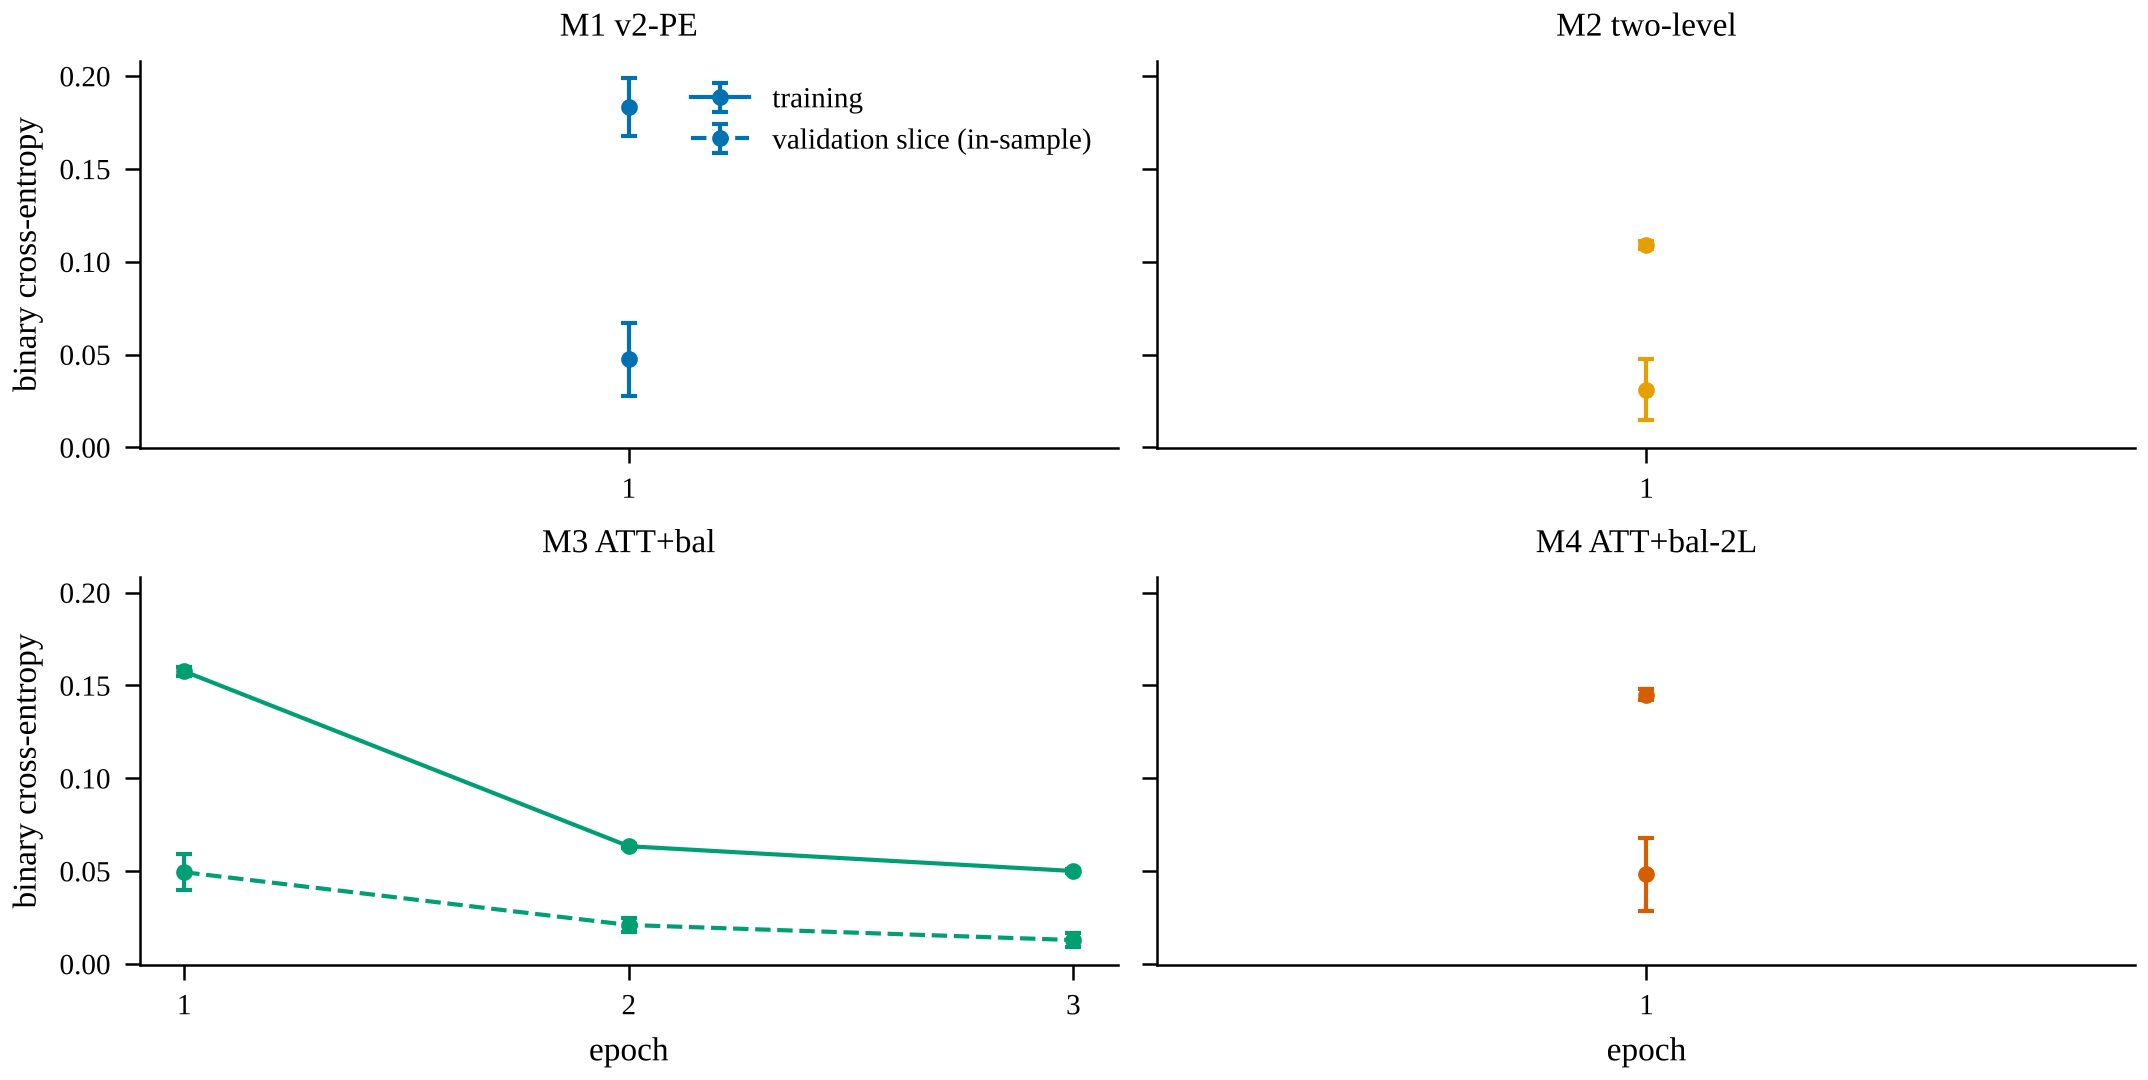 M1 v2-PE
M2 two-level
binary cross-entropy
0.20
0.15
0.10
0.05
0.00
training
validation slice (in-sample)
1
1
M3 ATT+bal
M4 ATT+bal-2L
binary cross-entropy
0.20
0.15
0.10
0.05
0.00
1
2
3
1
epoch
epoch